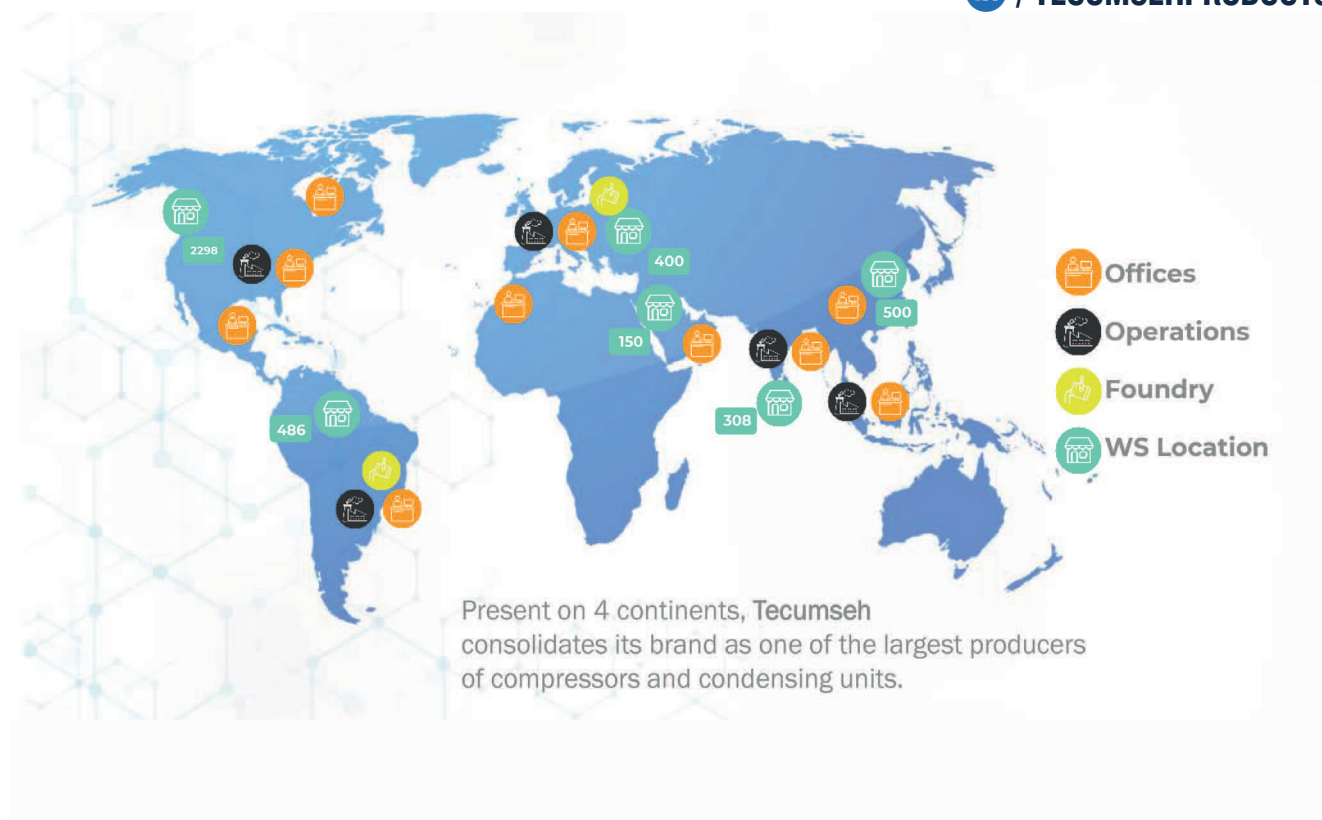 / TECUMSEHPRODUCTS
2298
400
500
150
308
486
Offices
Operations
Foundry
WS Location
Present on 4 continents, Tecumseh
consolidates its brand as one of the largest producers
of compressors and condensing units.